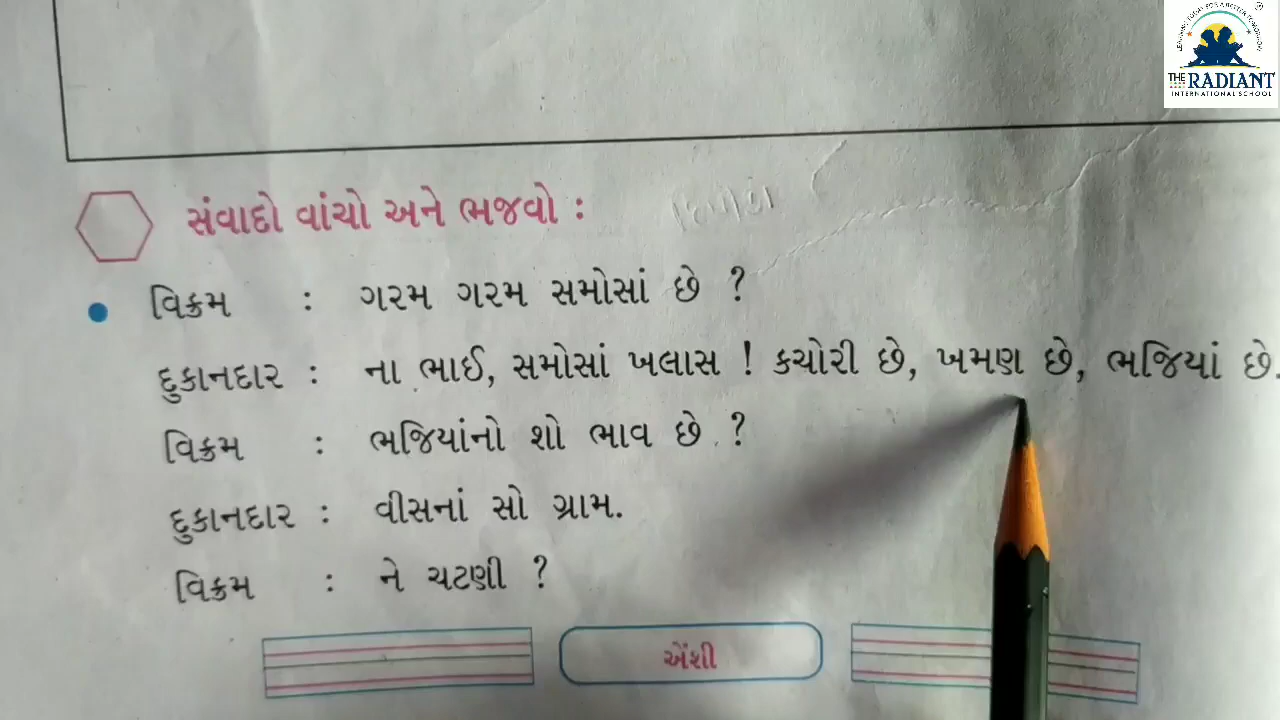 THE RADIANT
INTERNATIONAL SCHOOL
સંવાદો વાંચો અને ભજવો :
વિક્રમ : ગરમ ગરમ સમોસાં છે ?
દુકાનદાર : ના ભાઈ, સમોસાં ખલાસ ! કચોરી છે, ખમણ છે, ભજિયાં છે.
વિક્રમ : ભજિયાંનો શો ભાવ છે ?
દુકાનદાર : વીસનાં સો ગ્રામ.
વિક્રમ : ને ચટણી ?
એંશી